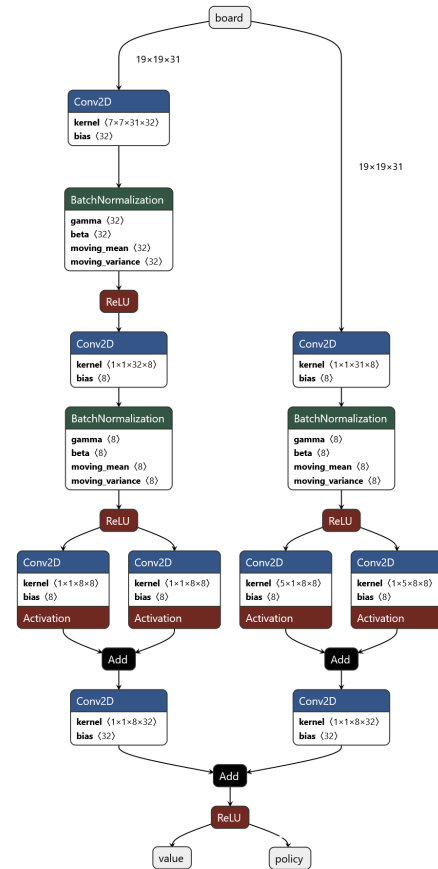 board
19×19×31
Conv2D
kernel ⟨7×7×31×32⟩
bias ⟨32⟩
19×19×31
BatchNormalization
gamma ⟨32⟩
beta ⟨32⟩
moving_mean ⟨32⟩
moving_variance ⟨32⟩
ReLU
Conv2D
kernel ⟨1×1×32×8⟩
bias ⟨8⟩
Conv2D
kernel ⟨1×1×31×8⟩
bias ⟨8⟩
BatchNormalization
gamma ⟨8⟩
beta ⟨8⟩
moving_mean ⟨8⟩
moving_variance ⟨8⟩
BatchNormalization
gamma ⟨8⟩
beta ⟨8⟩
moving_mean ⟨8⟩
moving_variance ⟨8⟩
ReLU
ReLU
Conv2D
kernel ⟨1×1×8×8⟩
bias ⟨8⟩
Activation
Conv2D
kernel ⟨1×1×8×8⟩
bias ⟨8⟩
Activation
Conv2D
kernel ⟨5×1×8×8⟩
bias ⟨8⟩
Activation
Conv2D
kernel ⟨1×5×8×8⟩
bias ⟨8⟩
Activation
Add
Add
Conv2D
kernel ⟨1×1×8×32⟩
bias ⟨32⟩
Conv2D
kernel ⟨1×1×8×32⟩
bias ⟨32⟩
Add
ReLU
value
policy